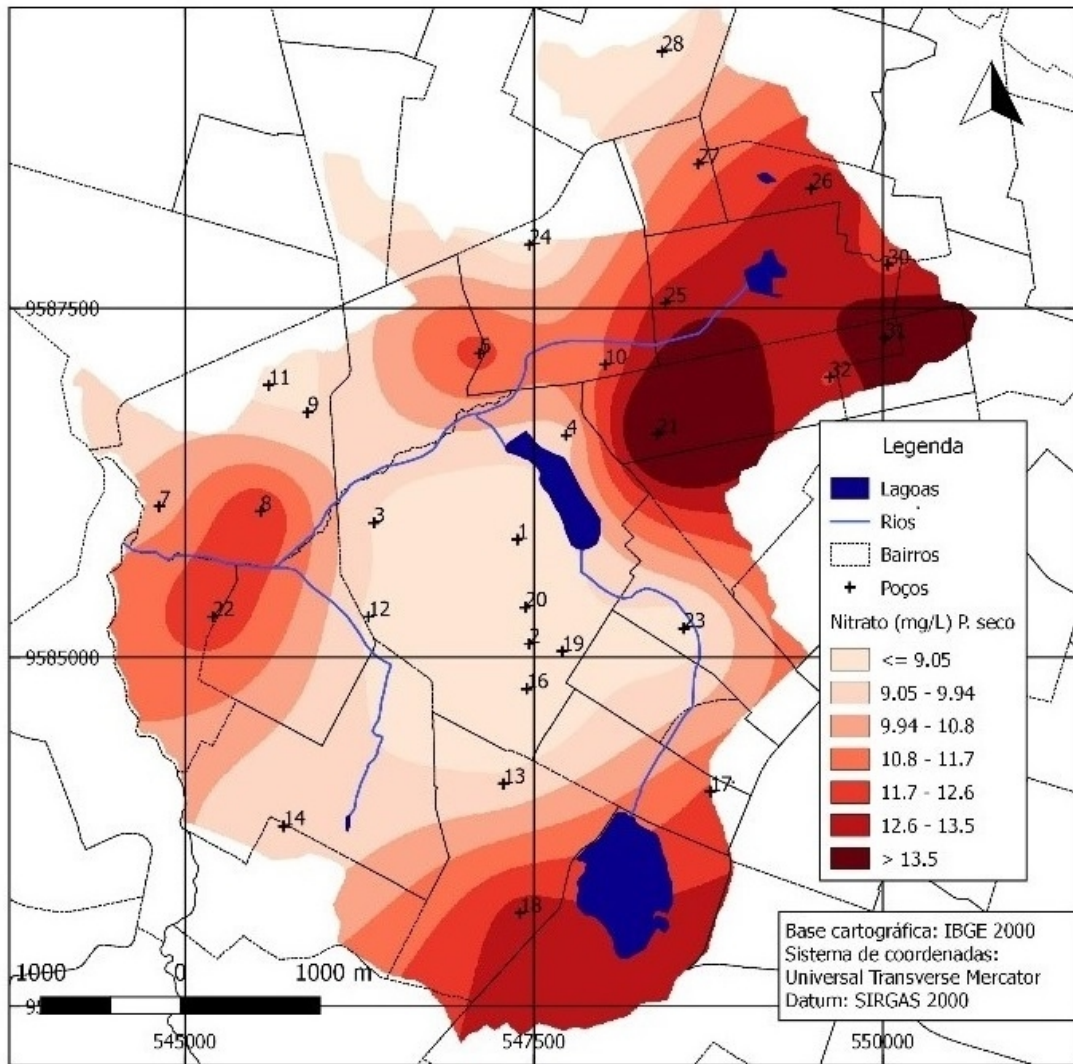 28
27
26
24
30
9587500
25
31
5
10
32
11
9
4
21
7
8
3
1
22
12
20
23
2
19
9585000
16
13
17
14
18
Legenda
Lagoas
Rios
Bairros
Poços
Nitrato (mg/L) P. seco
<= 9.05
9.05 - 9.94
9.94 - 10.8
10.8 - 11.7
11.7 - 12.6
12.6 - 13.5
> 13.5
Base cartográfica: IBGE 2000
Sistema de coordenadas:
Universal Transverse Mercator
Datum: SIRGAS 2000
1000 0 1000 m
545000 547500 550000